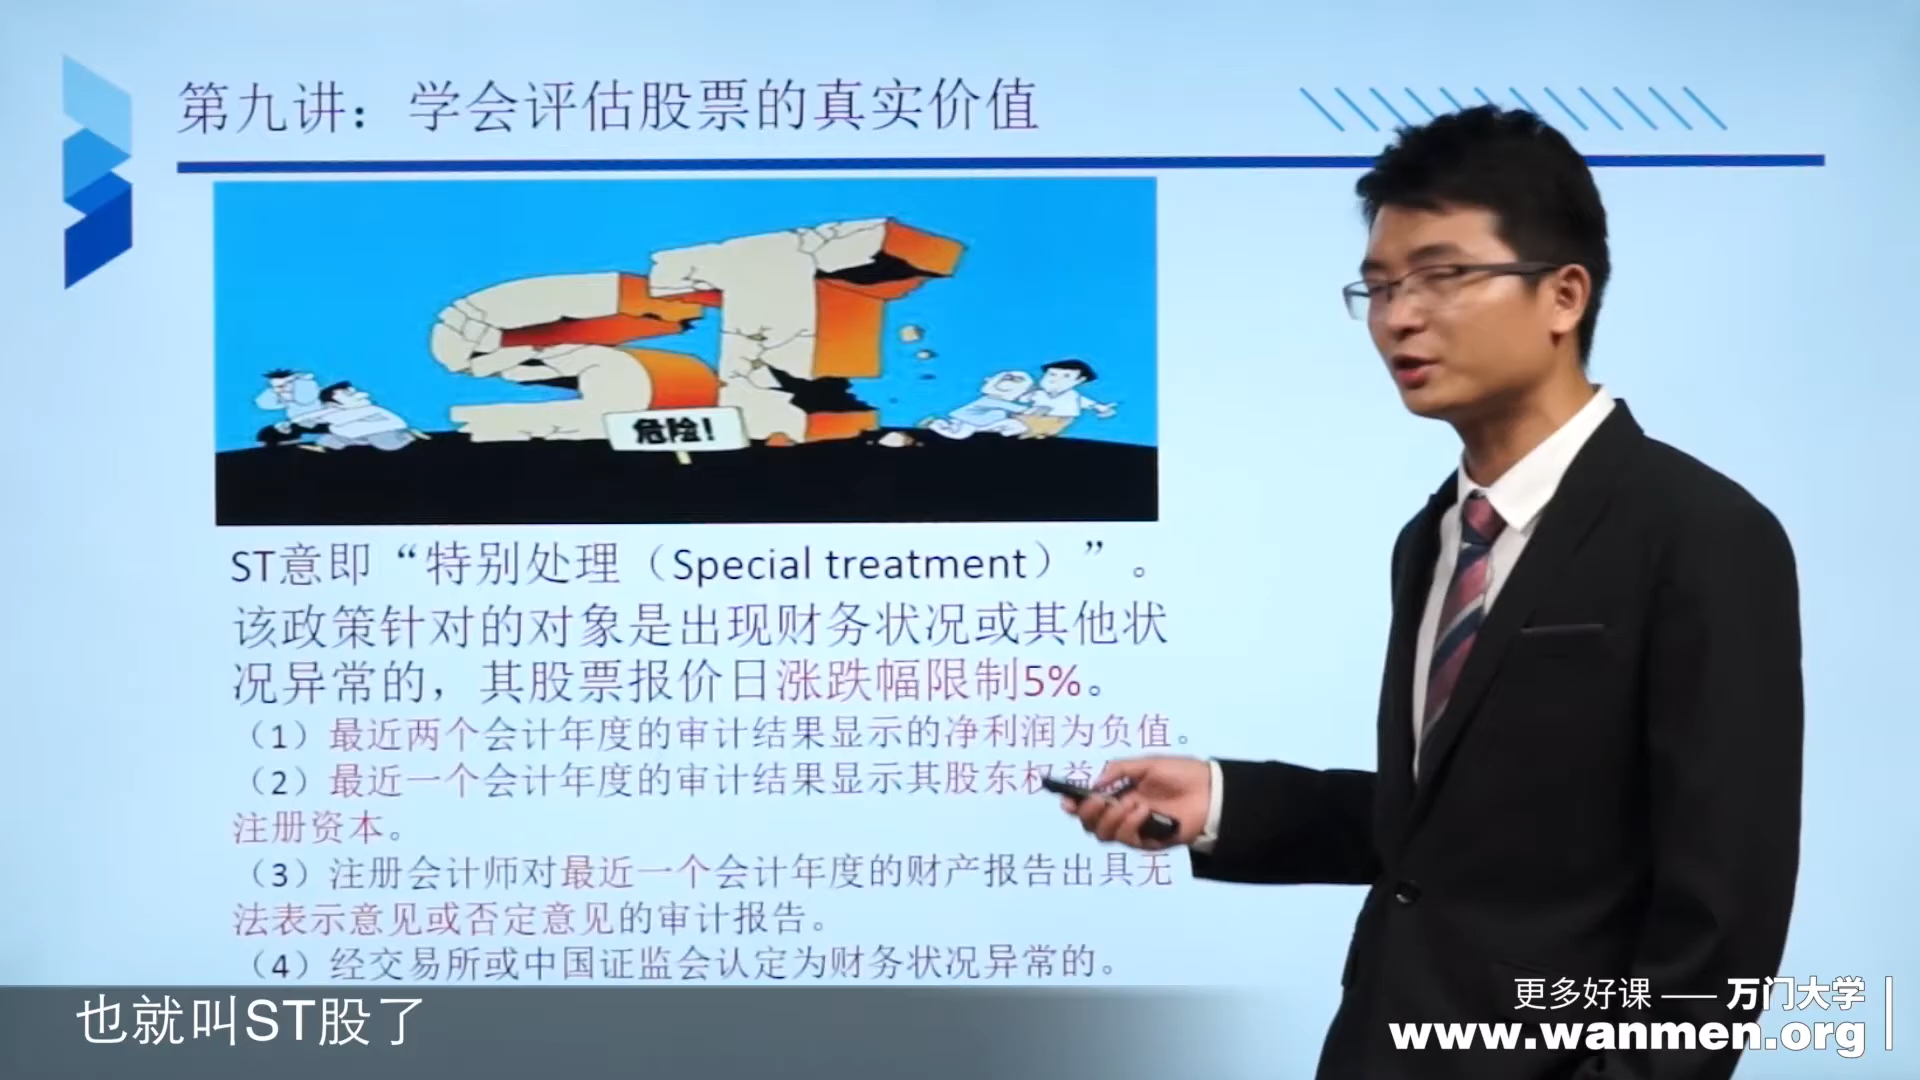 第九讲：学会评估股票的真实价值
危险！
ST意即“特别处理（Special treatment）”。
该政策针对的对象是出现财务状况或其他状
况异常的，其股票报价日涨跌幅限制5%。
（1）最近两个会计年度的审计结果显示的净利润为负值。
（2）最近一个会计年度的审计结果显示其股东权益
注册资本。
（3）注册会计师对最近一个会计年度的财产报告出具无
法表示意见或否定意见的审计报告。
（4）经交易所或中国证监会认定为财务状况异常的。
也就叫ST股了
更多好课 —— 万门大学
www.wanmen.org